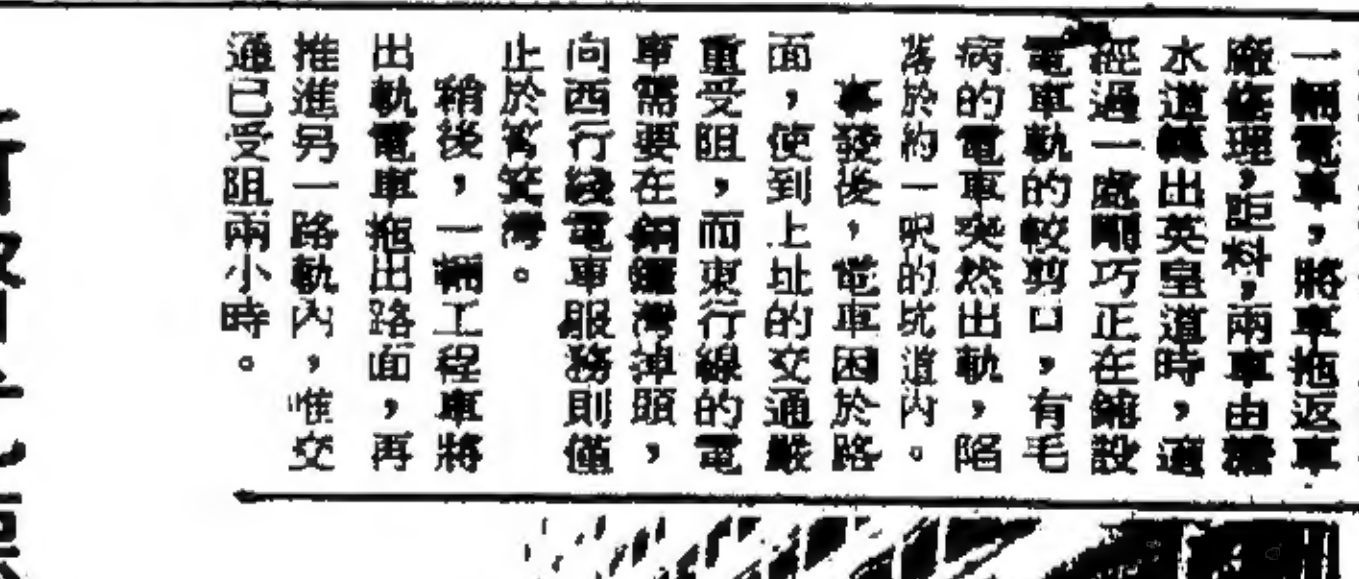 一輛電車，將車拖返車
廠修理，距料，兩車由糖
水道轉出英皇道時，適
經過一處剛巧正在鋪設
電車軌的較剪口，有毛
病的電車突然出軌，陷
落於約一呎的坑道內。
事發後，電車困於路
面，使到上址的交通嚴
重受阻，而東行線的電
車需要在銅鑼灣掉頭，
向西行綫電車服務則僅
止於筲箕灣。
稍後，一輛工程車將
出軌電車拖出路面，再
推進另一路軌內，惟交
通已受阻兩小時。